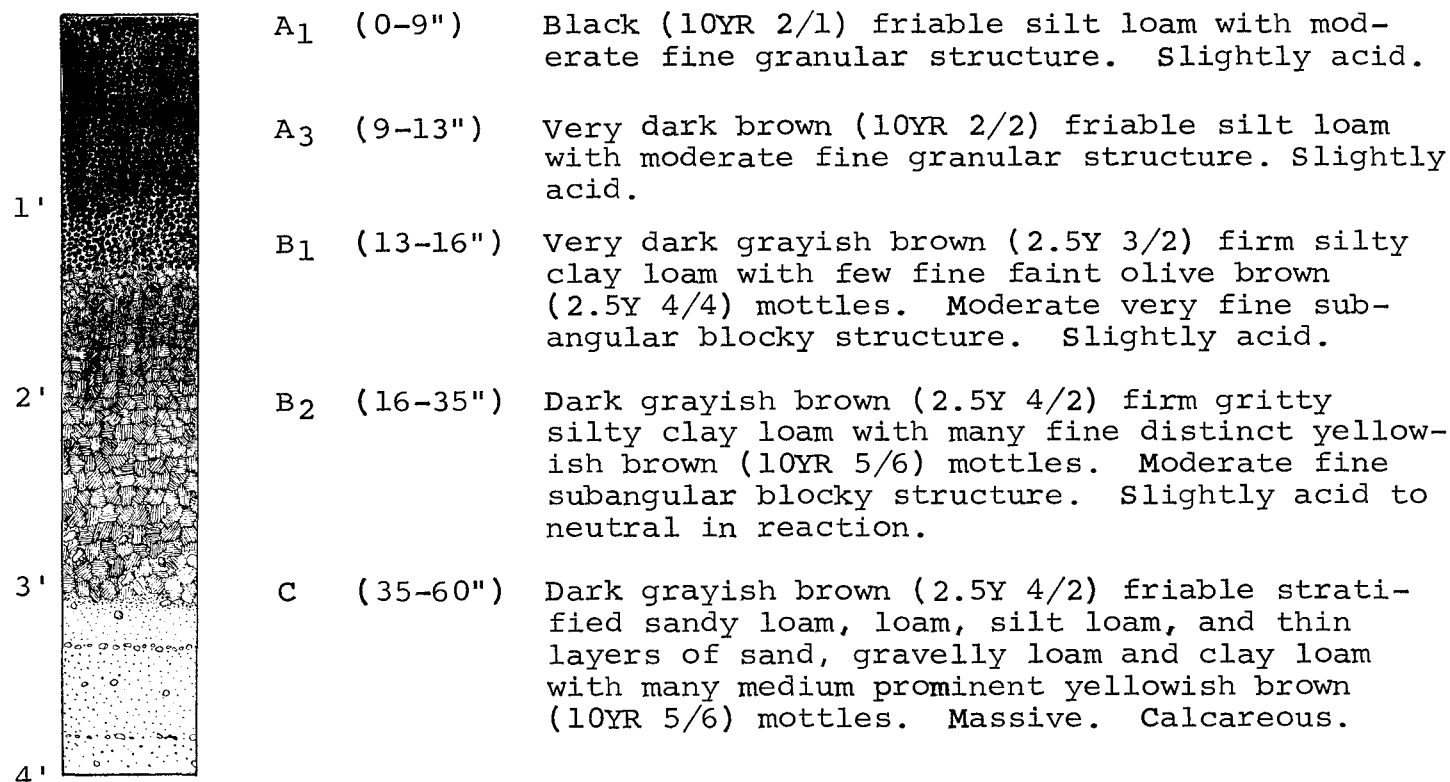 A1 (0-9") Black (10YR 2/1) friable silt loam with mod-
erate fine granular structure. Slightly acid.
A3 (9-13") Very dark brown (10YR 2/2) friable silt loam
with moderate fine granular structure. Slightly
acid.
1'
B1 (13-16") Very dark grayish brown (2.5Y 3/2) firm silty
clay loam with few fine faint olive brown
(2.5Y 4/4) mottles. Moderate very fine sub-
angular blocky structure. Slightly acid.
2'
B2 (16-35") Dark grayish brown (2.5Y 4/2) firm gritty
silty clay loam with many fine distinct yellow-
ish brown (10YR 5/6) mottles. Moderate fine
subangular blocky structure. Slightly acid to
neutral in reaction.
3'
C (35-60") Dark grayish brown (2.5Y 4/2) friable strati-
fied sandy loam, loam, silt loam, and thin
layers of sand, gravelly loam and clay loam
with many medium prominent yellowish brown
(10YR 5/6) mottles. Massive. Calcareous.
4'